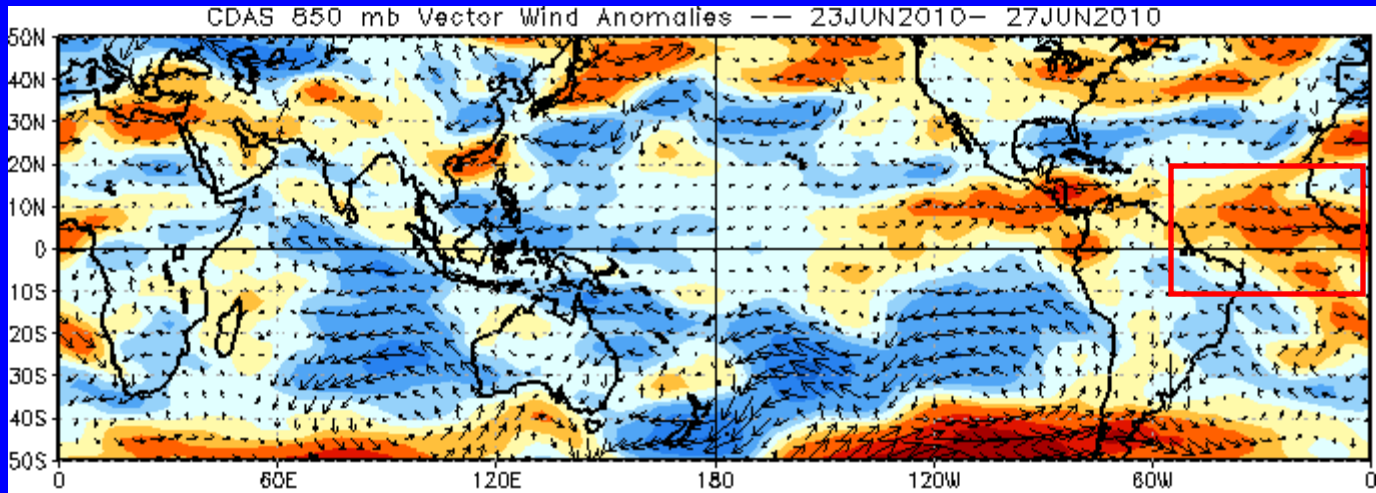 CDAS 850 mb Vector Wind Anomalies -- 23JUN2010- 27JUN2010
50N
40N
30N
20N
10N
0
10S
20S
30S
40S
50S
0 60E 120E 180 120W 60W 0